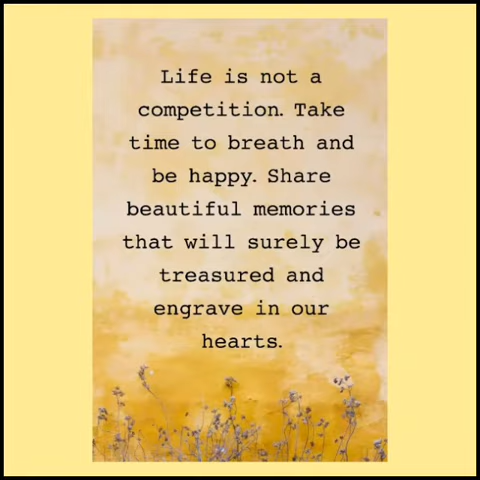 Life is not a
competition. Take
time to breath and
be happy. Share
beautiful memories
that will surely be
treasured and
engrave in our
hearts.